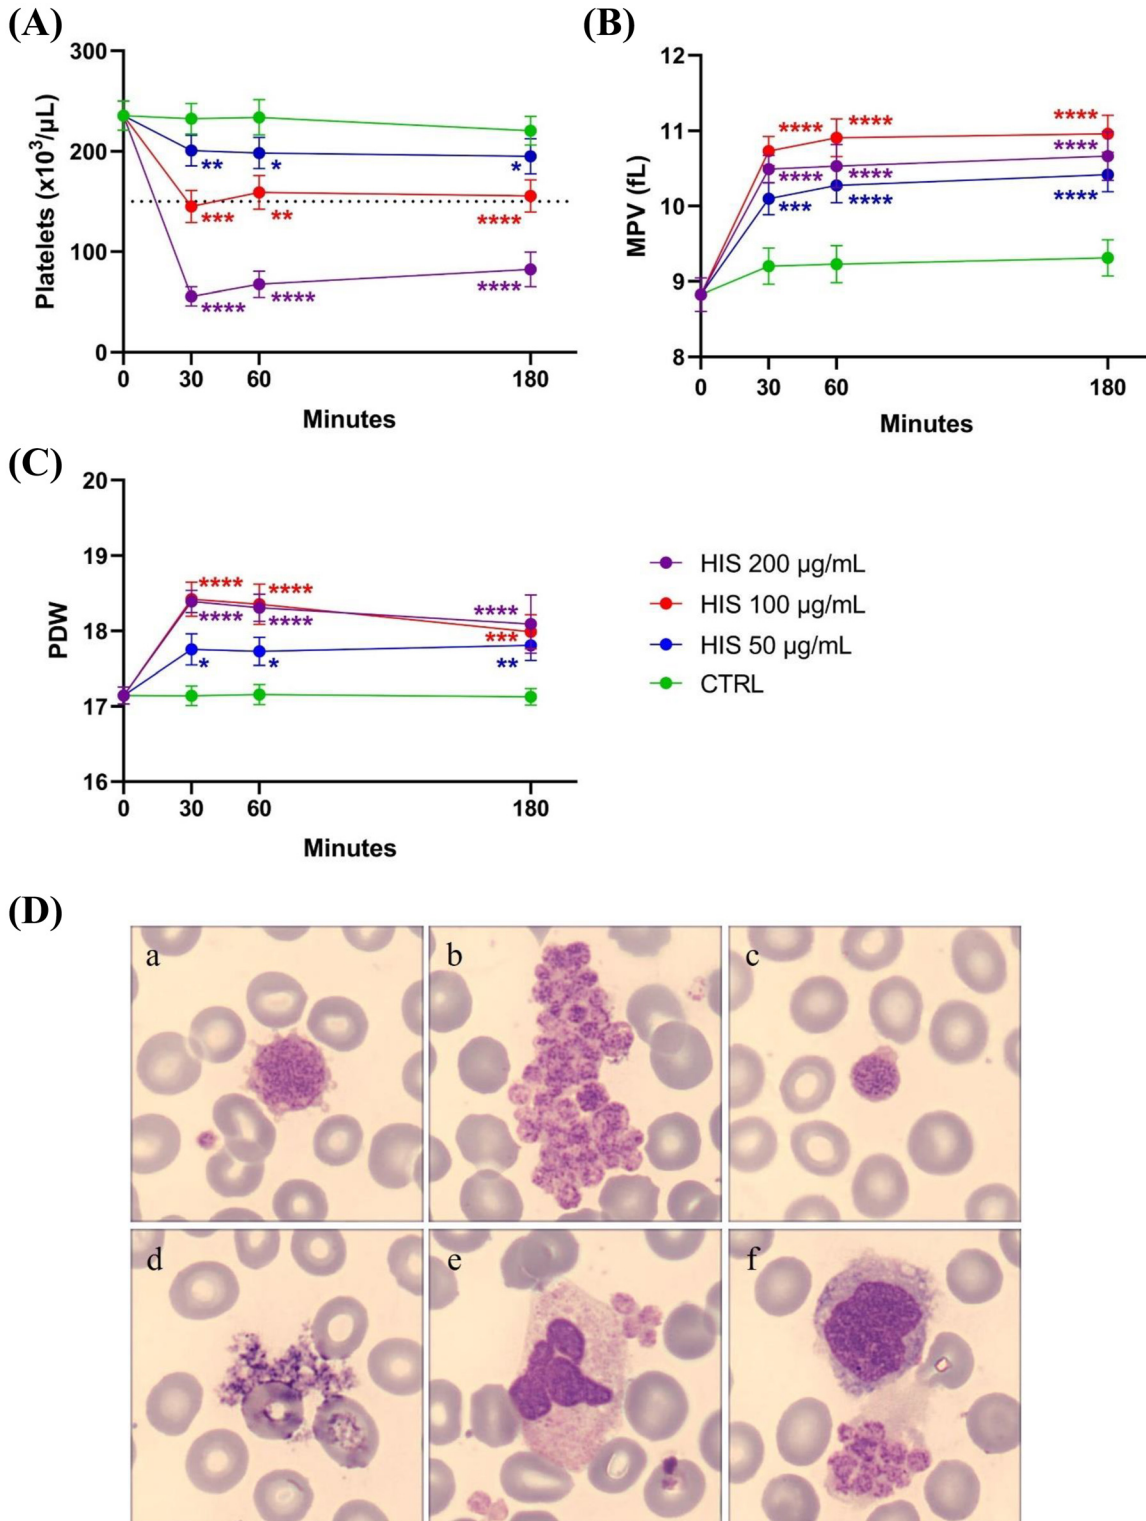 (A)
300
200
100
0
Platelets (x10³/µL)
**
*
*
***
**
****
****
****
****
0 30 60 180
Minutes
(B)
12
11
10
9
8
MPV (fL)
****
****
****
****
****
****
***
****
****
0 30 60 180
Minutes
(C)
20
19
18
17
16
PDW
****
****
****
****
****
***
*
*
**
0 30 60 180
Minutes
HIS 200 µg/mL
HIS 100 µg/mL
HIS 50 µg/mL
CTRL
(D)
a b c
d e f